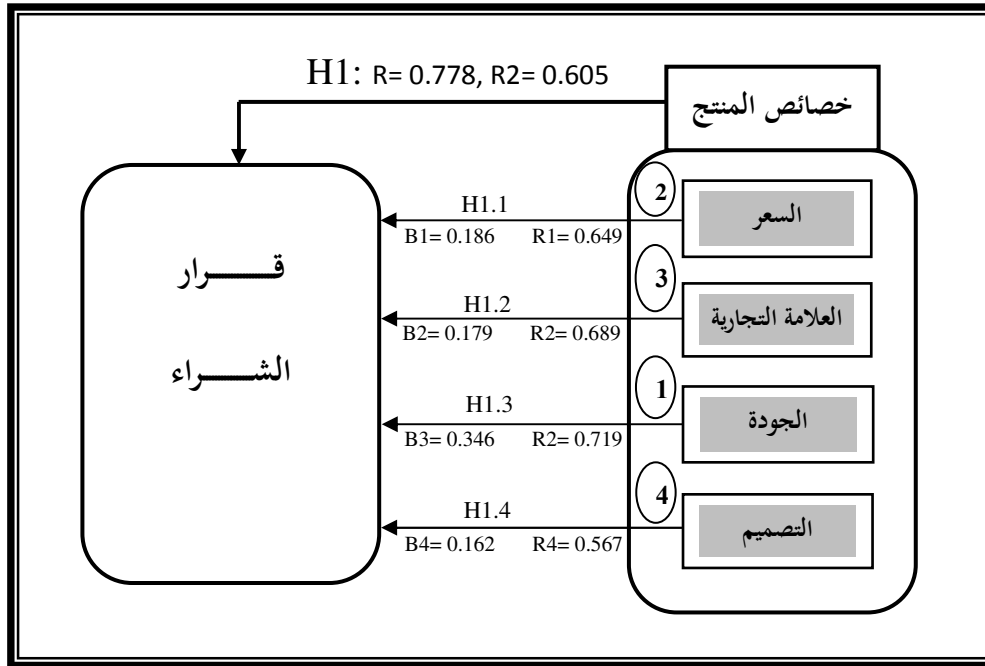 H1: R= 0.778, R2= 0.605
خصائص المنتج
2
السعر
H1.1
B1= 0.186 R1= 0.649
3
العلامة التجارية
H1.2
B2= 0.179 R2= 0.689
1
الجودة
H1.3
B3= 0.346 R2= 0.719
4
التصميم
H1.4
B4= 0.162 R4= 0.567
قــــــرار
الشــــــراء